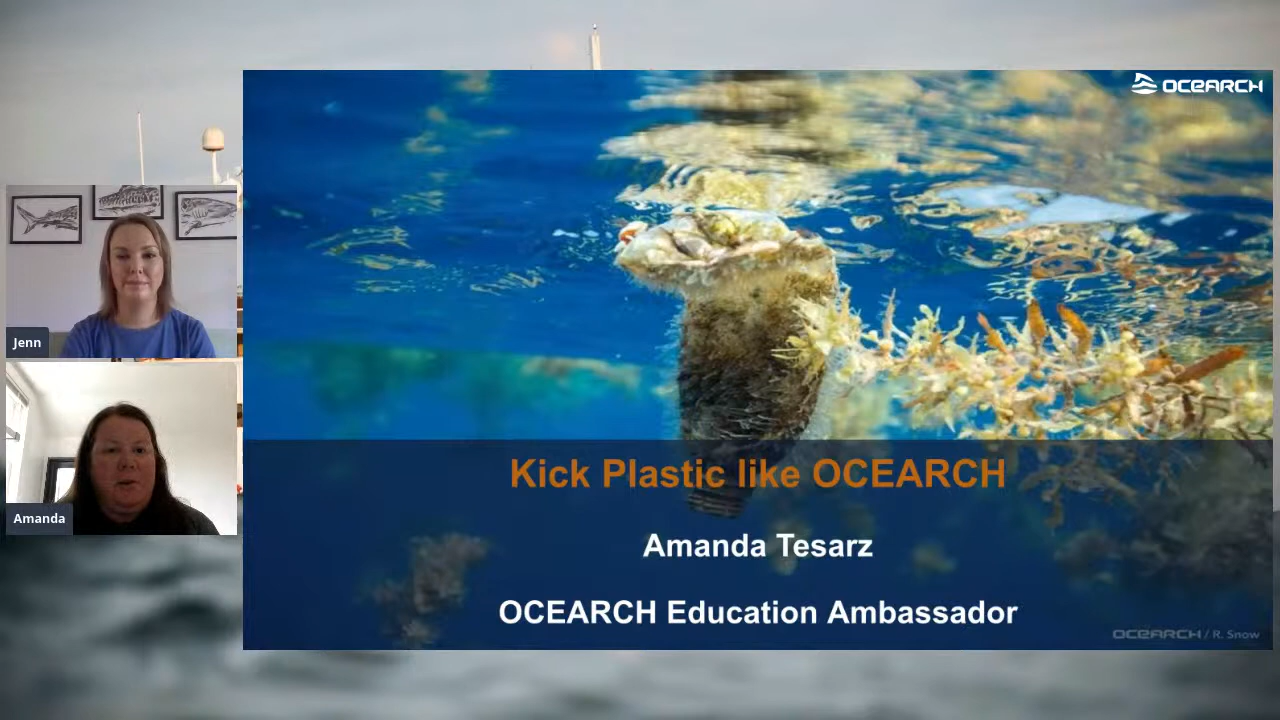 OCEARCH
Jenn
Amanda
Kick Plastic like OCEARCH
Amanda Tesarz
OCEARCH Education Ambassador
OCEARCH / R. Snow